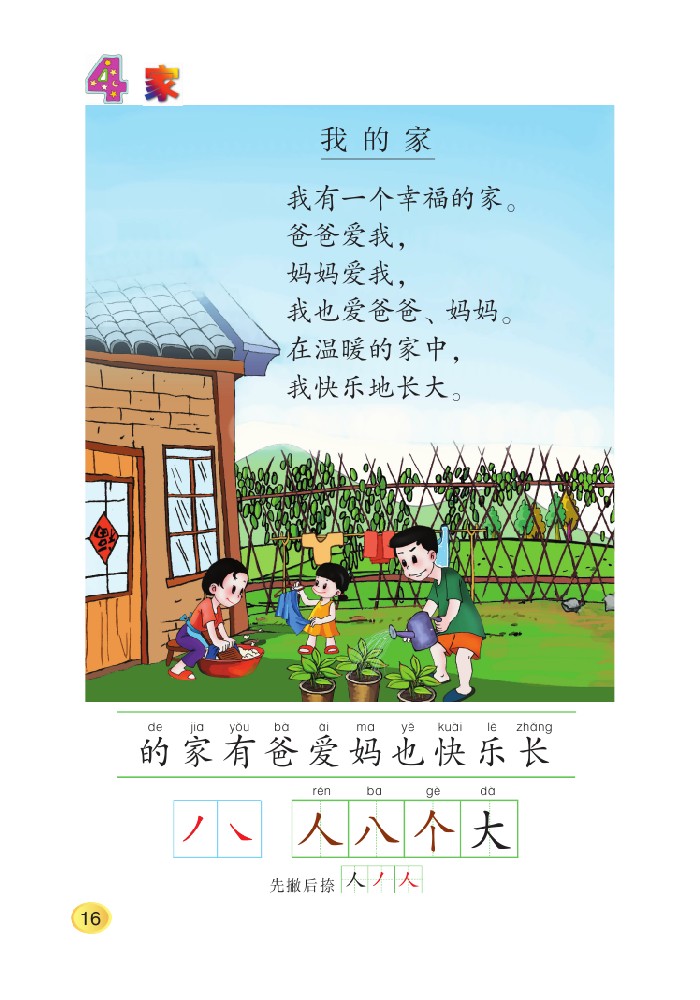 4 家
我的家
我有一个幸福的家。
爸爸爱我，
妈妈爱我，
我也爱爸爸、妈妈。
在温暖的家中，
我快乐地长大。
福
de jiā yǒu bà ài mā yě kuài lè zhǎng
的家有爸爱妈也快乐长
rén bā gè dà
丿 ㇏ 人八个大
先撇后捺 人丿人
16